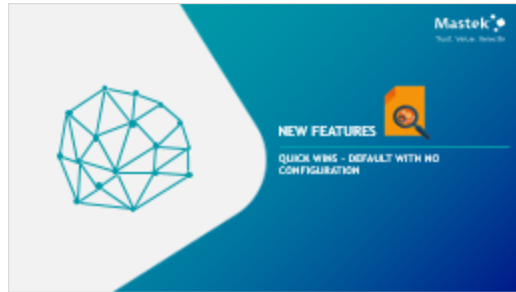 Mastek
Trust. Value. Velocity
NEW FEATURES
QUICK WINS - DEFAULT WITH NO
CONFIGURATION